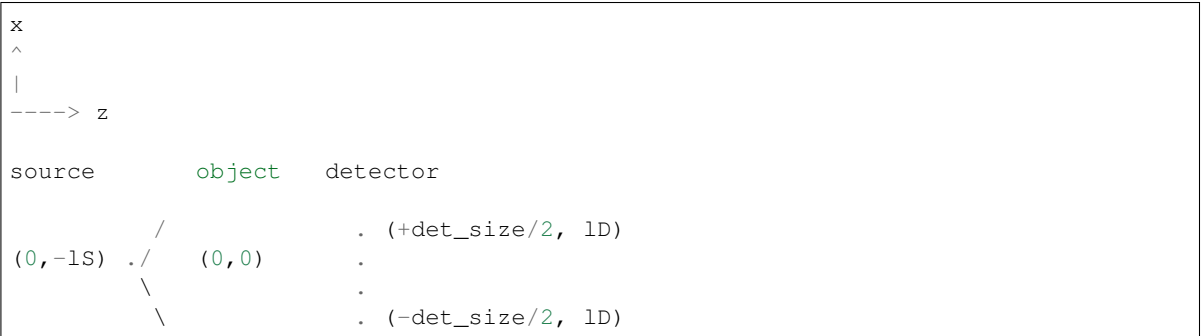 x
^
|
----> z
source object detector
/ . (+det_size/2, lD)
(0,-lS) ./ (0,0) .
\ .
\ . (-det_size/2, lD)